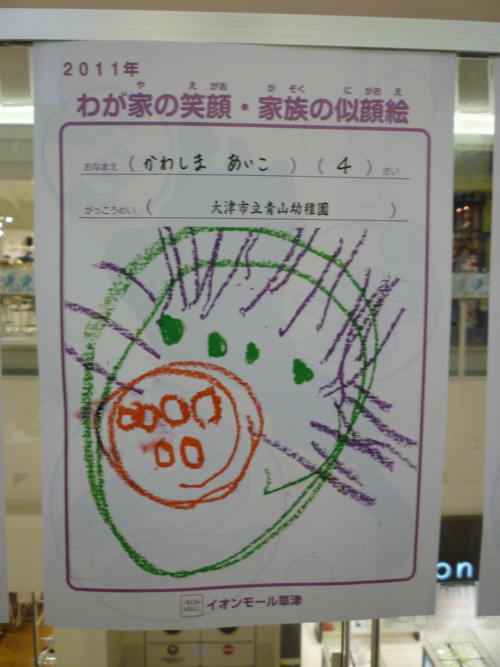 2011年
わが家の笑顔・家族の似顔絵
おなまえ ( かわしま あいこ ) ( 4 ) さい
がっこうめい ( 大津市立青山幼稚園 )
AEON MALL イオンモール草津
on